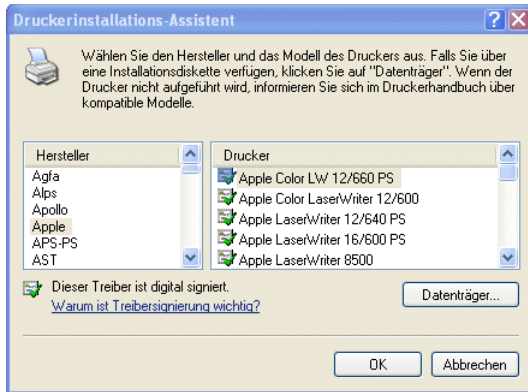 Druckerinstallations-Assistent
Wählen Sie den Hersteller und das Modell des Druckers aus. Falls Sie über
eine Installationsdiskette verfügen, klicken Sie auf "Datenträger". Wenn der
Drucker nicht aufgeführt wird, informieren Sie sich im Druckerhandbuch über
kompatible Modelle.
Hersteller
Agfa
Alps
Apollo
Apple
APS-PS
AST
Drucker
Apple Color LW 12/660 PS
Apple Color LaserWriter 12/600
Apple LaserWriter 12/640 PS
Apple LaserWriter 16/600 PS
Apple LaserWriter 8500
Dieser Treiber ist digital signiert.
Warum ist Treibersignierung wichtig?
Datenträger...
OK
Abbrechen